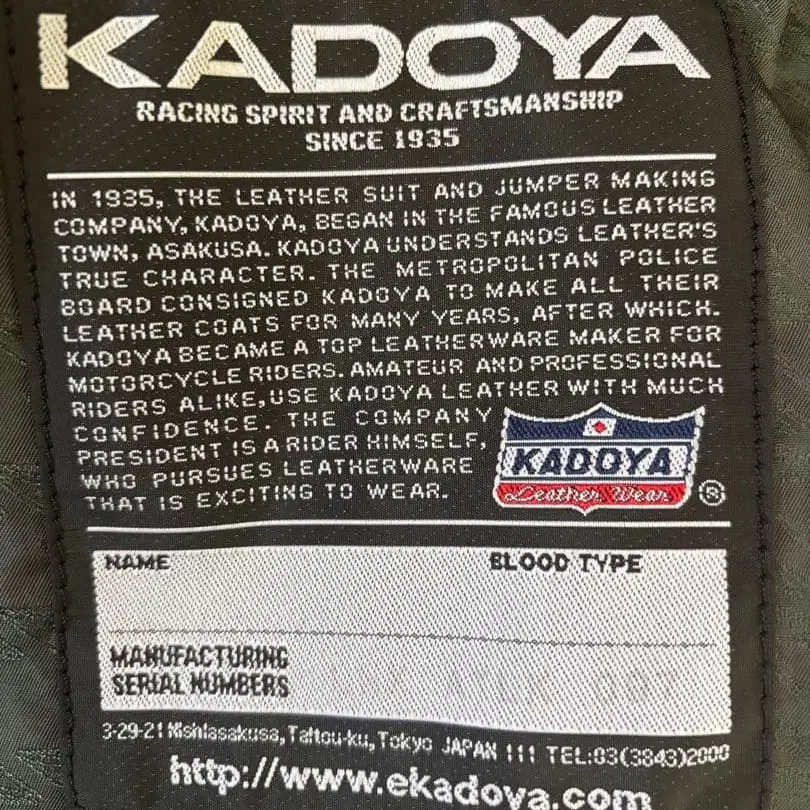 KADOYA
RACING SPIRIT AND CRAFTSMANSHIP
SINCE 1935
IN 1935, THE LEATHER SUIT AND JUMPER MAKING
COMPANY, KADOYA, BEGAN IN THE FAMOUS LEATHER
TOWN, ASAKUSA. KADOYA UNDERSTANDS LEATHER'S
TRUE CHARACTER. THE METROPOLITAN POLICE
BOARD CONSIGNED KADOYA TO MAKE ALL THEIR
LEATHER COATS FOR MANY YEARS, AFTER WHICH.
KADOYA BECAME A TOP LEATHERWARE MAKER FOR
MOTORCYCLE RIDERS. AMATEUR AND PROFESSIONAL
RIDERS ALIKE, USE KADOYA LEATHER WITH MUCH
CONFIDENCE. THE COMPANY
PRESIDENT IS A RIDER HIMSELF,
WHO PURSUES LEATHERWARE
THAT IS EXCITING TO WEAR.
KADOYA
Leather Wear
®
NAME BLOOD TYPE
MANUFACTURING
SERIAL NUMBERS
3-29-21 Nishiasakusa, Taitou-ku, Tokyo JAPAN 111 TEL:03(3843)2000
http://www.ekadoya.com